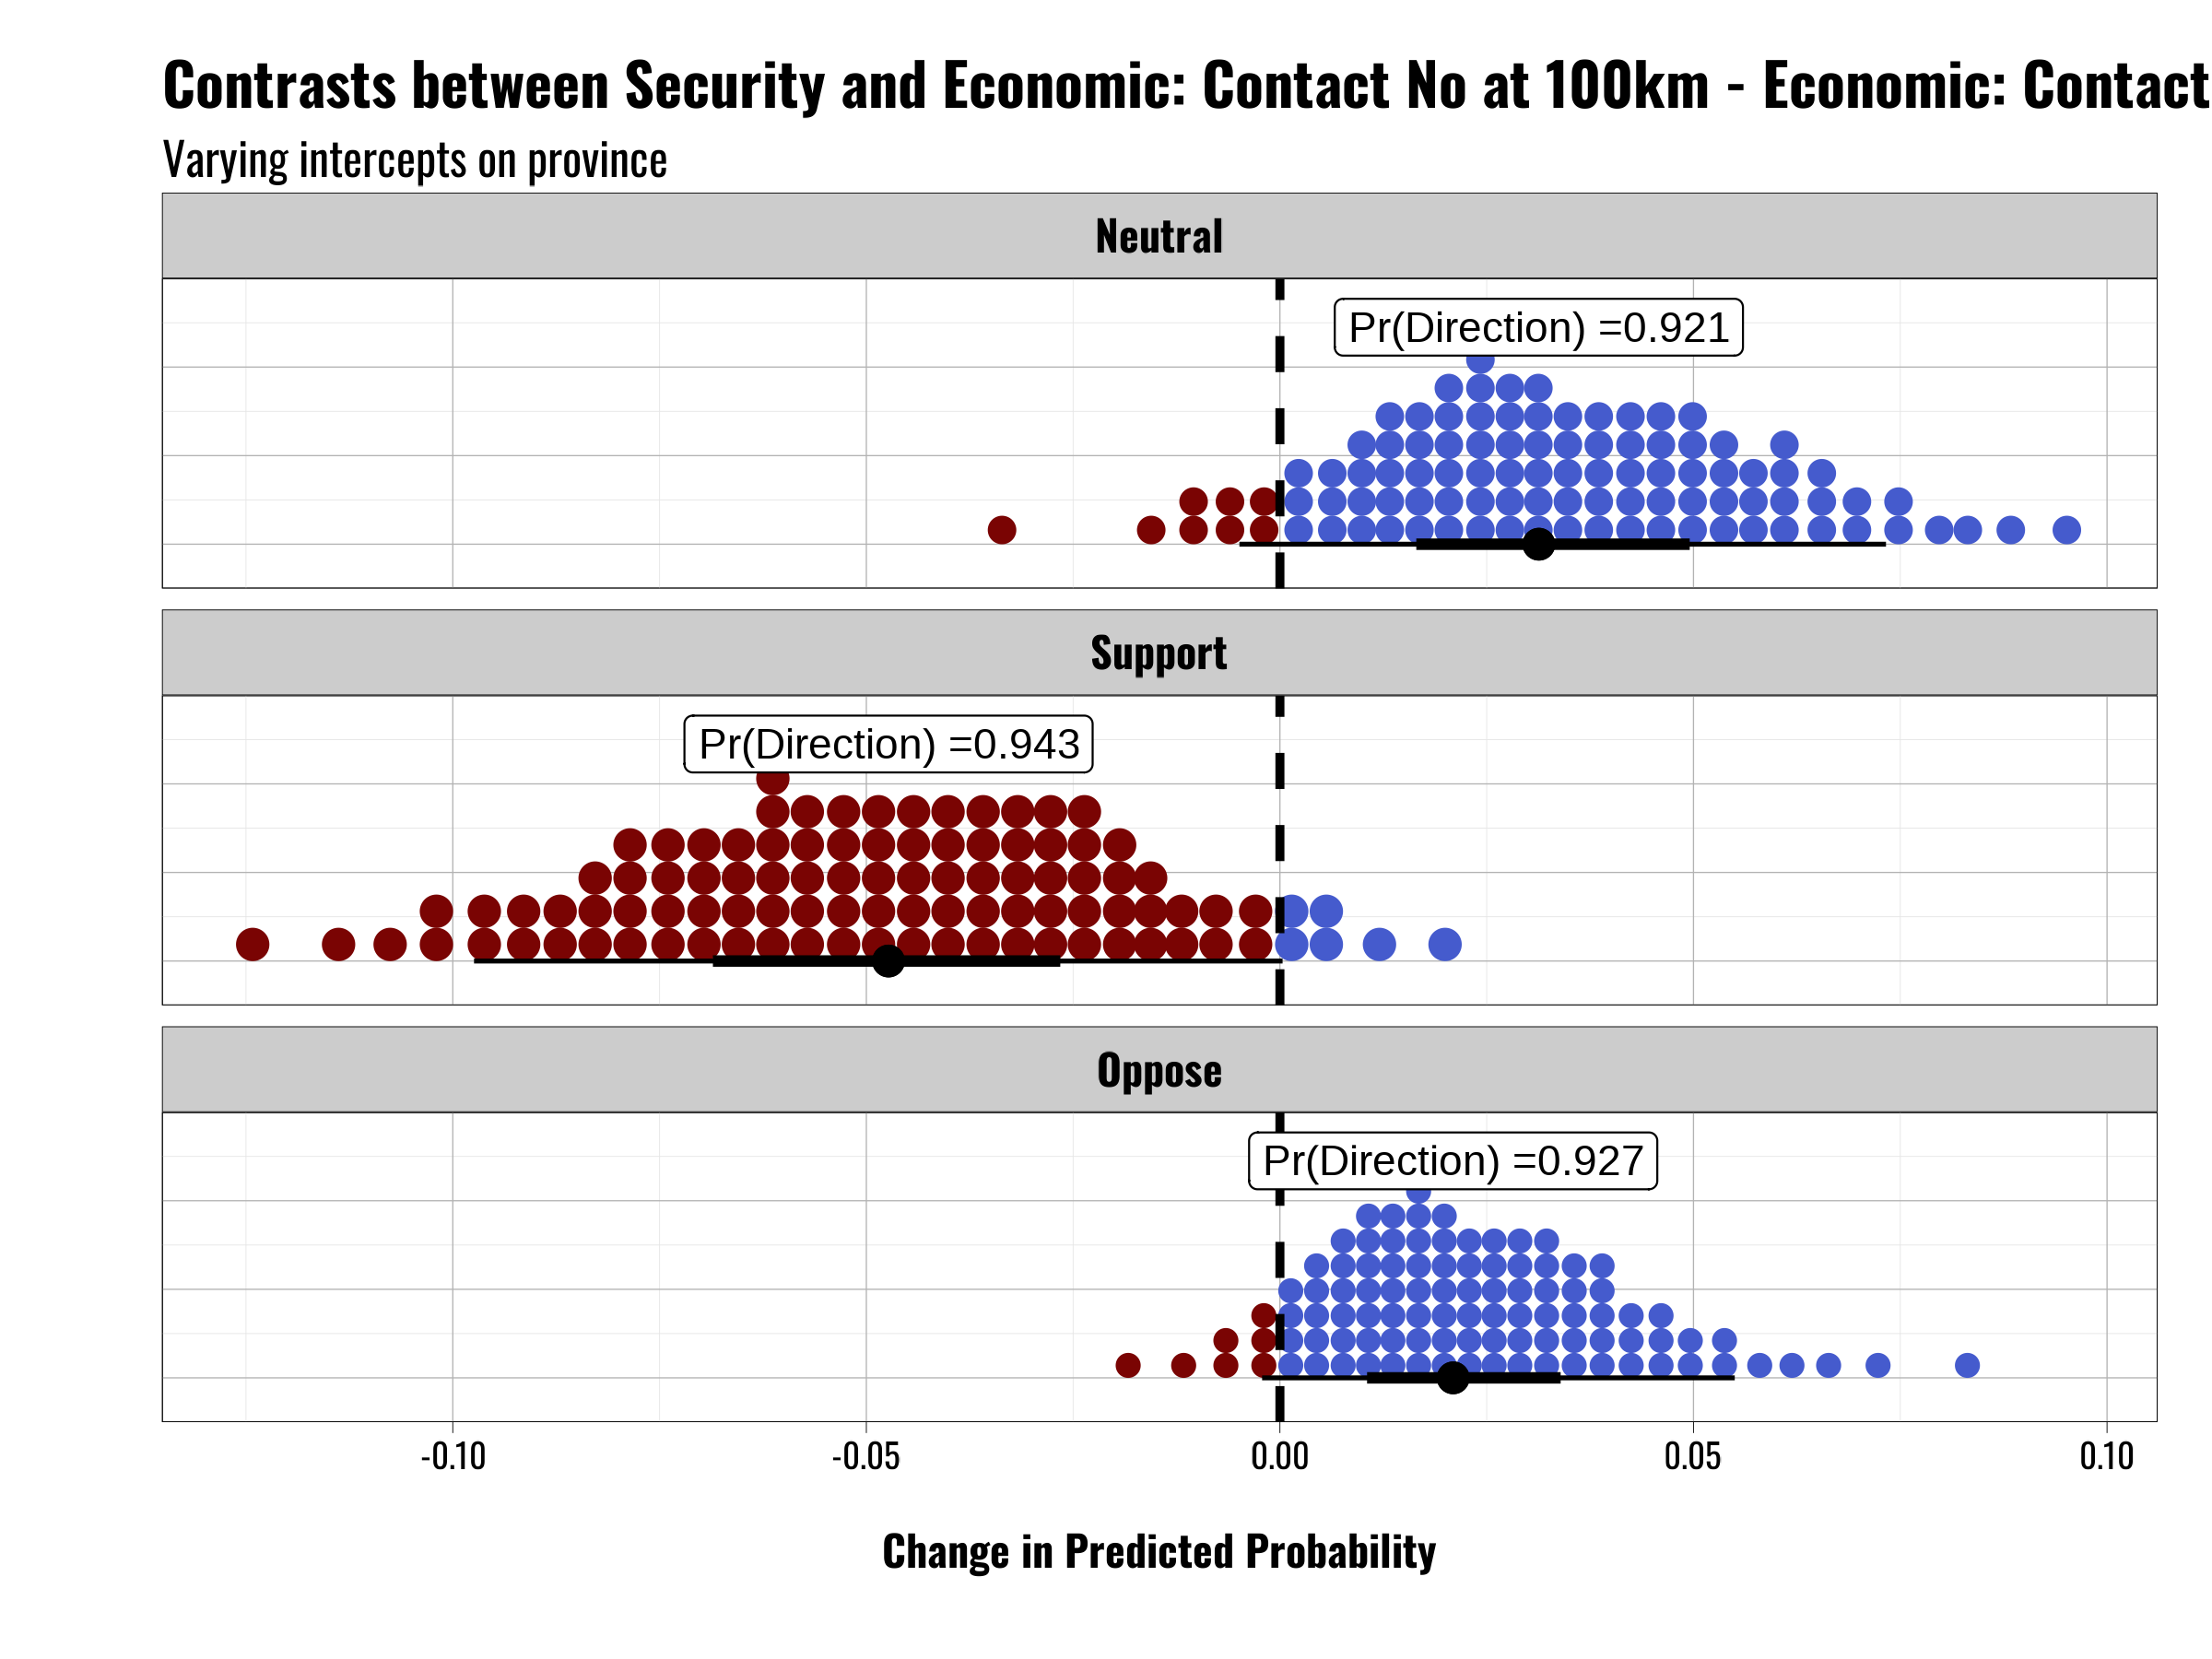 Contrasts between Security and Economic: Contact No at 100km - Economic: Contact
Varying intercepts on province
Neutral
Pr(Direction) =0.921
Support
Pr(Direction) =0.943
Oppose
Pr(Direction) =0.927
-0.10 -0.05 0.00 0.05 0.10
Change in Predicted Probability